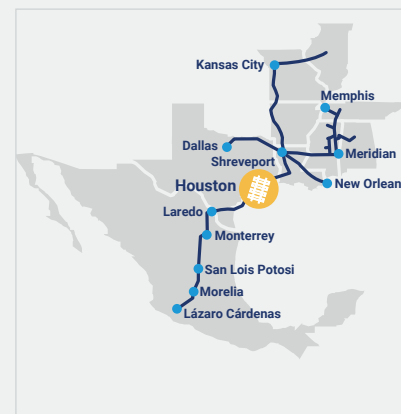 Kansas City
Memphis
Dallas
Shreveport
Meridian
Houston
New Orlean
Laredo
Monterrey
San Lois Potosi
Morelia
Lázaro Cárdenas